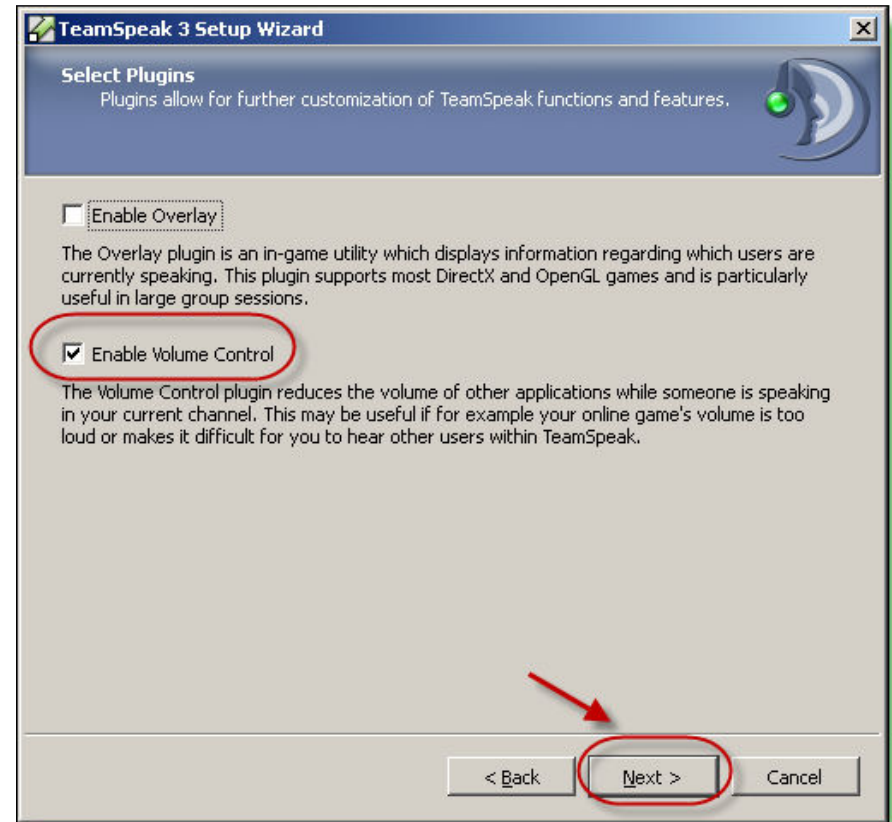 TeamSpeak 3 Setup Wizard
Select Plugins
Plugins allow for further customization of TeamSpeak functions and features.
Enable Overlay
The Overlay plugin is an in-game utility which displays information regarding which users are
currently speaking. This plugin supports most DirectX and OpenGL games and is particularly
useful in large group sessions.
Enable Volume Control
The Volume Control plugin reduces the volume of other applications while someone is speaking
in your current channel. This may be useful if for example your online game's volume is too
loud or makes it difficult for you to hear other users within TeamSpeak.
< Back Next > Cancel